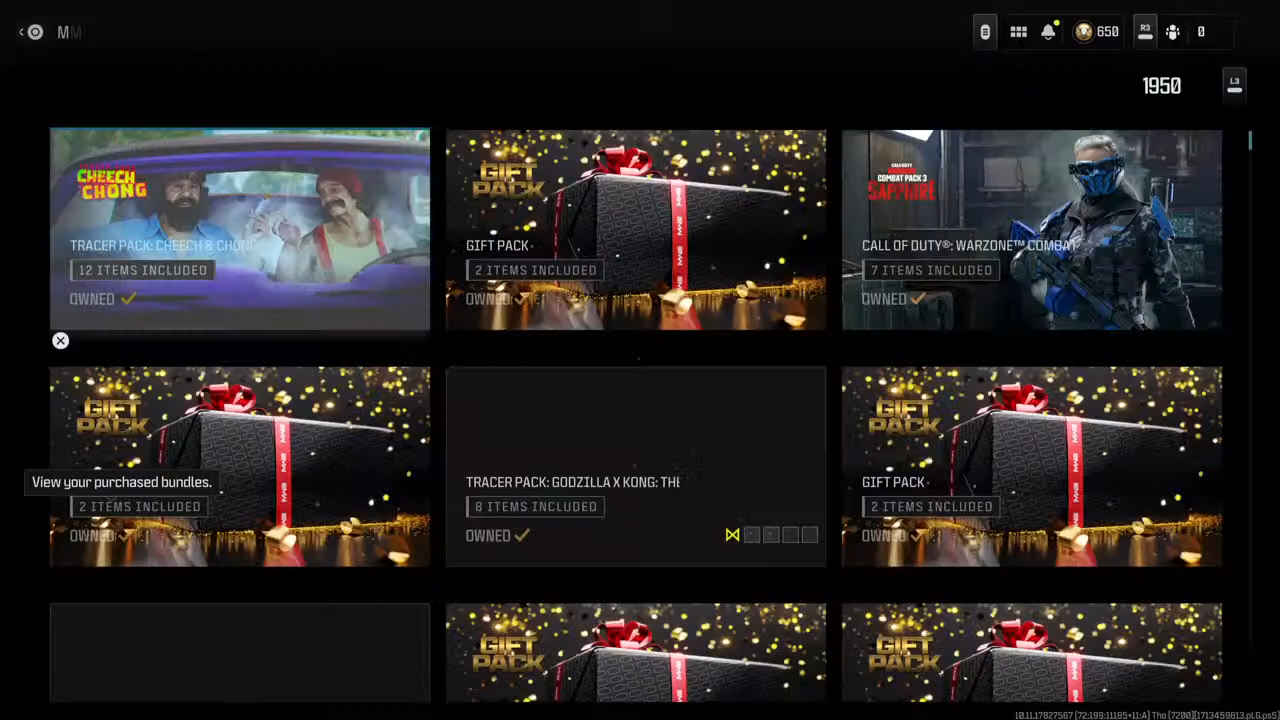 M
650
R3
0
1950
L3
CHEECH & CHONG
TRACER PACK: CHEECH & CHONG
12 ITEMS INCLUDED
OWNED
GIFT PACK
GIFT PACK
2 ITEMS INCLUDED
OWNED
CALL OF DUTY
COMBAT PACK 3
SAPPHIRE
CALL OF DUTY®: WARZONE™ COMBAT
7 ITEMS INCLUDED
OWNED
GIFT PACK
View your purchased bundles.
2 ITEMS INCLUDED
OWNED
TRACER PACK: GODZILLA X KONG: THE
8 ITEMS INCLUDED
OWNED
GIFT PACK
GIFT PACK
2 ITEMS INCLUDED
OWNED
GIFT PACK
GIFT PACK